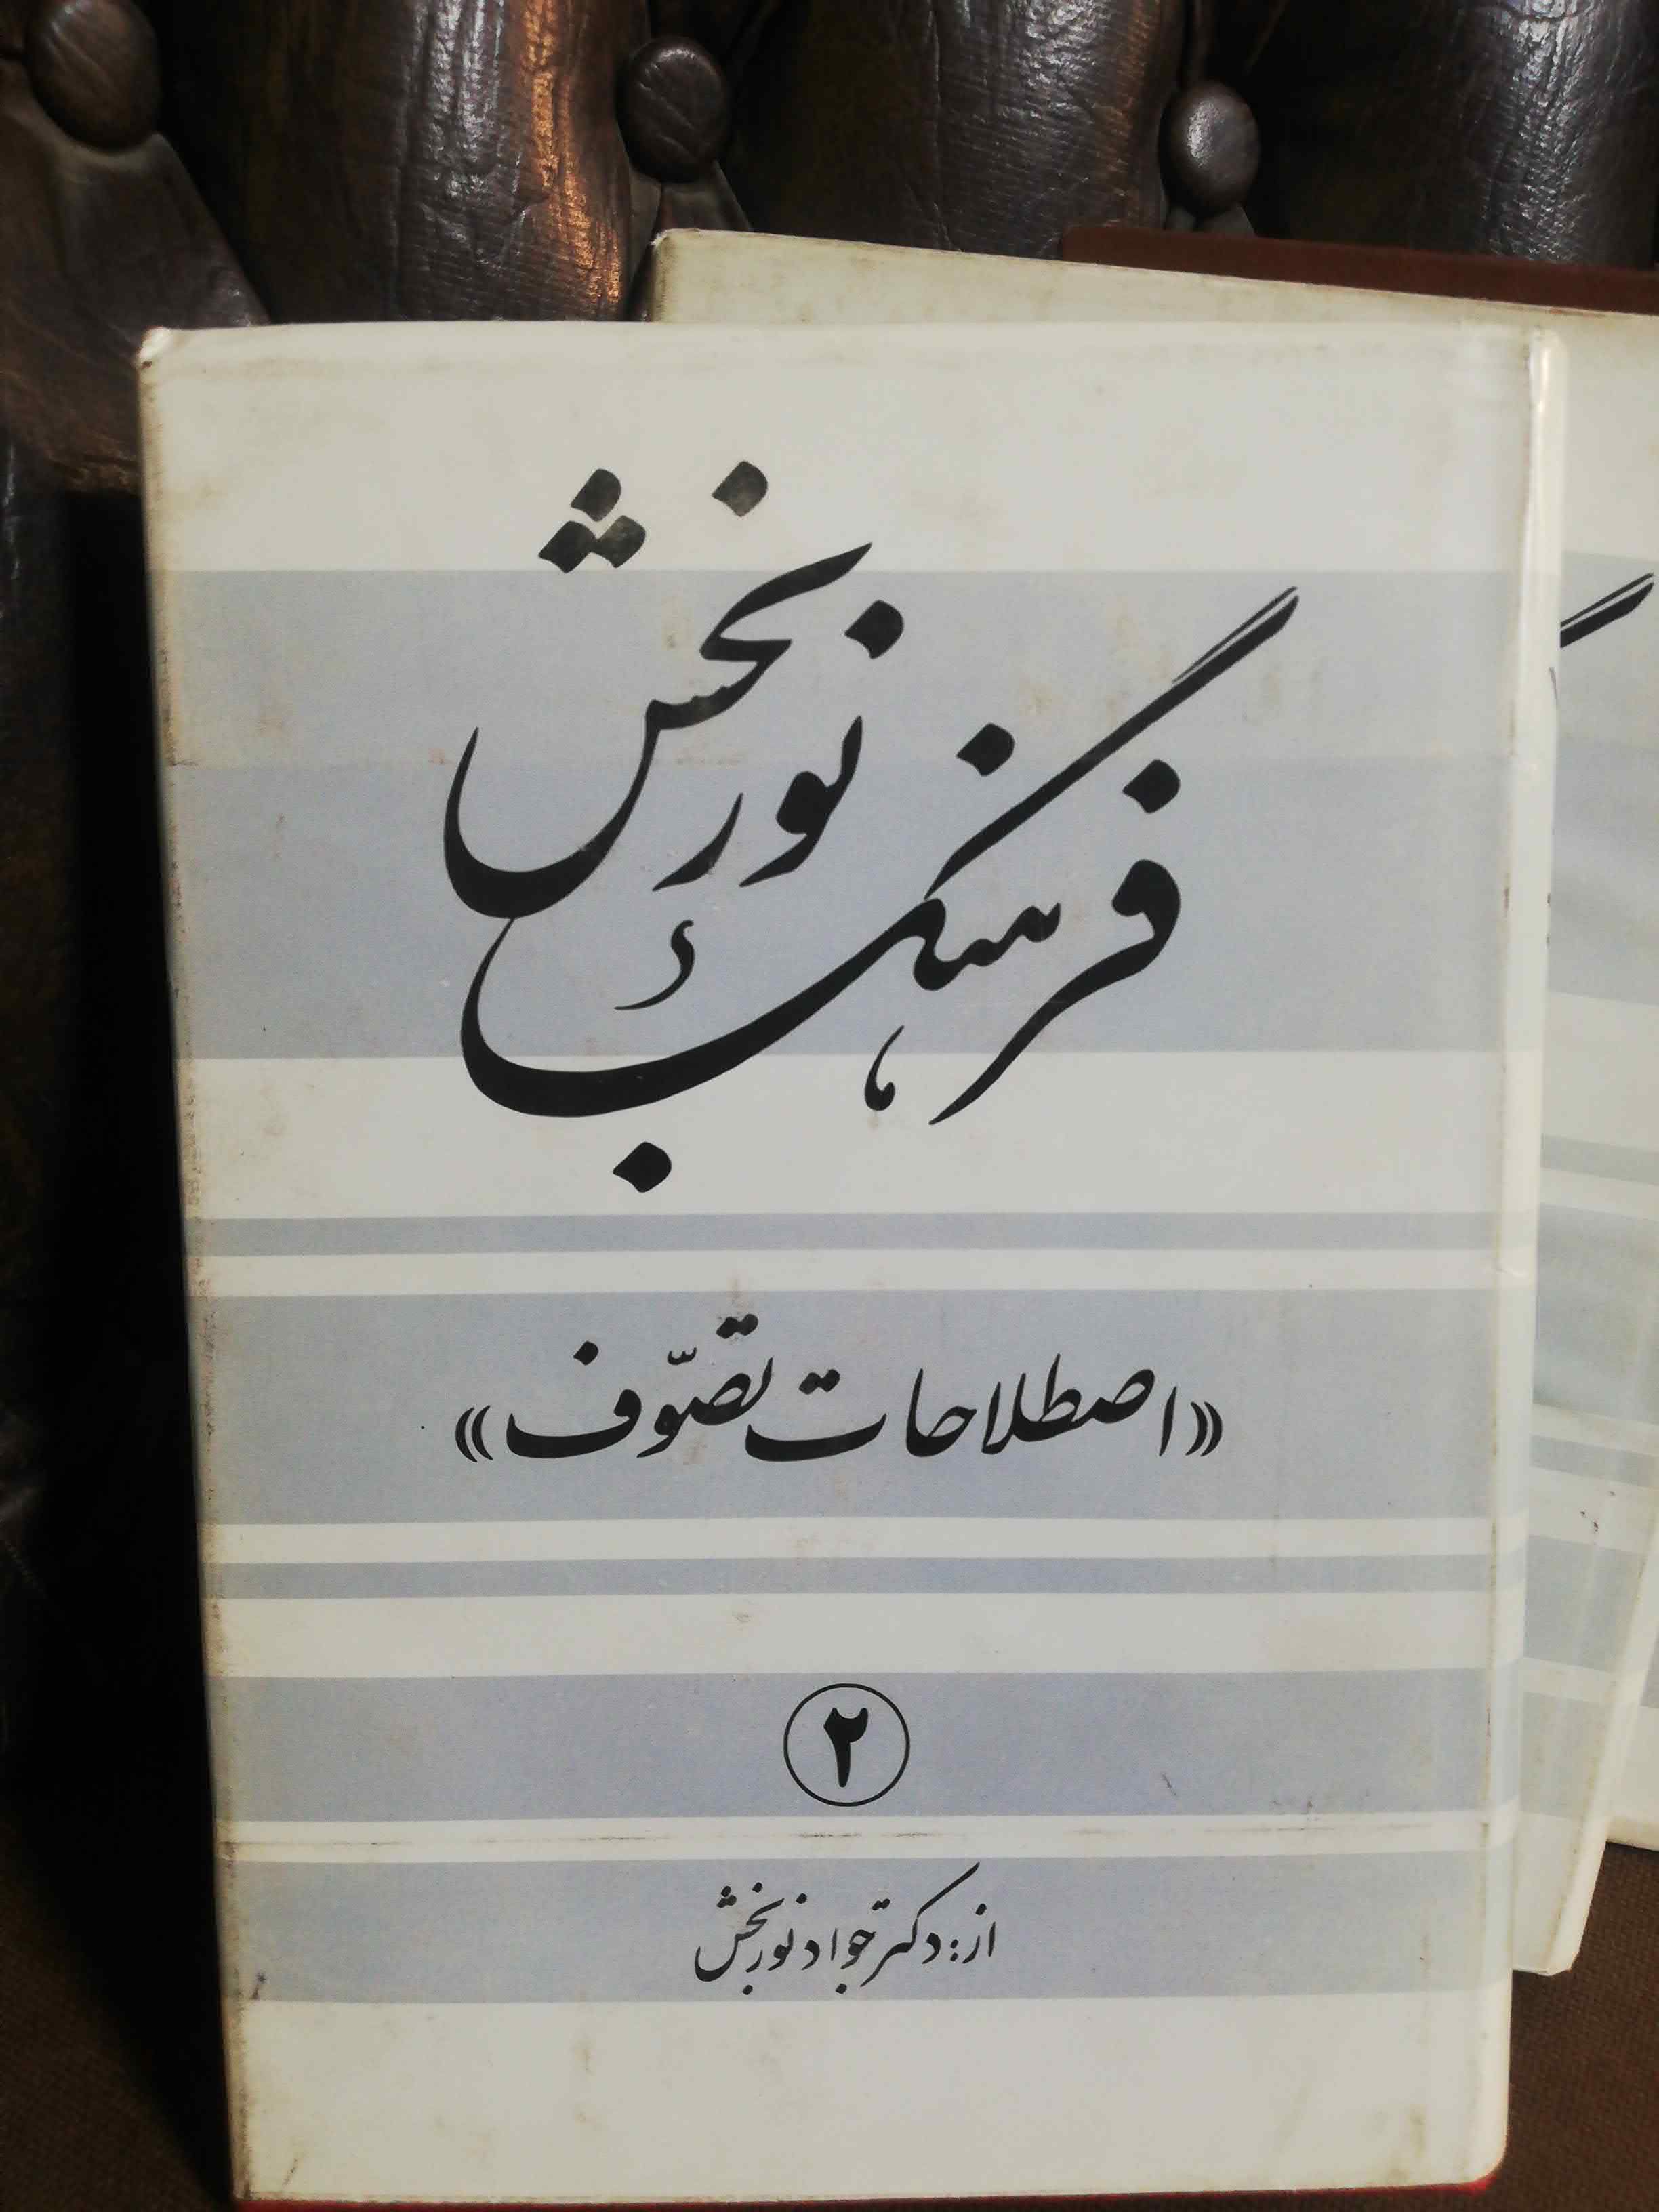 فرهنگ نوربخش
«اصطلاحات تصوّف»
۲
از: دکتر جواد نوربخش